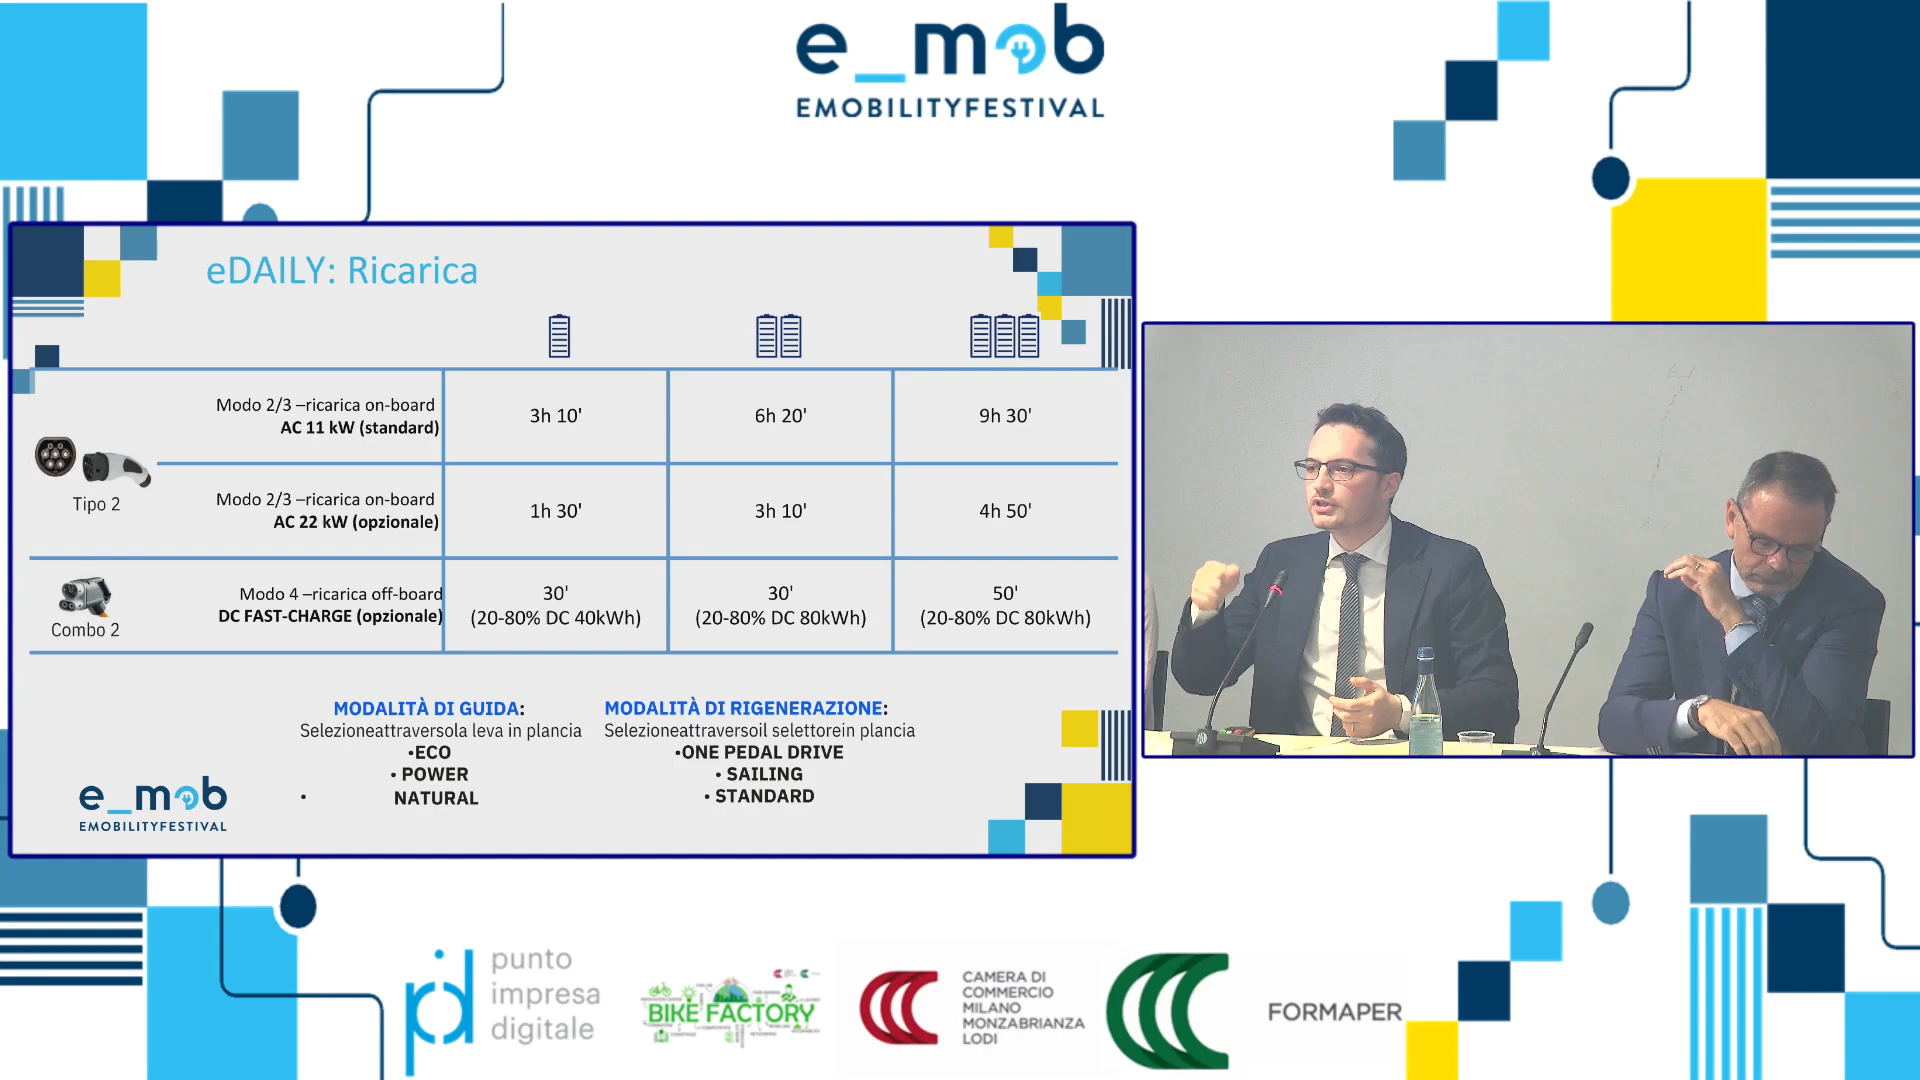 e_mob
EMOBILITYFESTIVAL
eDAILY: Ricarica
Modo 2/3 –ricarica on-board
AC 11 kW (standard)
3h 10'
6h 20'
9h 30'
Tipo 2
Modo 2/3 –ricarica on-board
AC 22 kW (opzionale)
1h 30'
3h 10'
4h 50'
Combo 2
Modo 4 –ricarica off-board
DC FAST-CHARGE (opzionale)
30'
(20-80% DC 40kWh)
30'
(20-80% DC 80kWh)
50'
(20-80% DC 80kWh)
MODALITÀ DI GUIDA:
Selezioneattraversola leva in plancia
•ECO
• POWER
• NATURAL
MODALITÀ DI RIGENERAZIONE:
Selezioneattraversoil selettorein plancia
•ONE PEDAL DRIVE
• SAILING
• STANDARD
e_mob
EMOBILITYFESTIVAL
punto
impresa
digitale
BIKE FACTORY
CAMERA DI
COMMERCIO
MILANO
MONZABRIANZA
LODI
FORMAPER